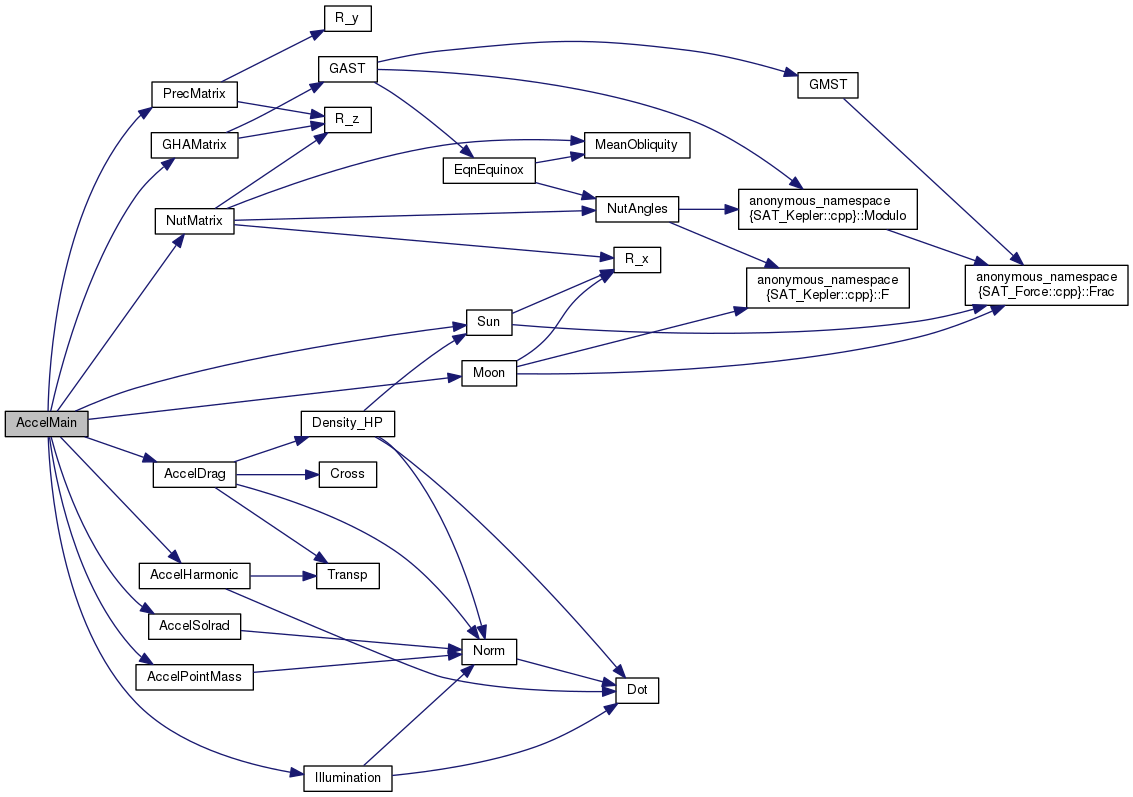 R_y
GAST
GMST
PrecMatrix
R_z
GHAMatrix
MeanObliquity
EqnEquinox
NutMatrix
NutAngles
anonymous_namespace
{SAT_Kepler::cpp}::Modulo
R_x
anonymous_namespace
{SAT_Kepler::cpp}::F
anonymous_namespace
{SAT_Force::cpp}::Frac
Sun
Moon
AccelMain
Density_HP
AccelDrag
Cross
AccelHarmonic
Transp
AccelSolrad
Norm
AccelPointMass
Dot
Illumination